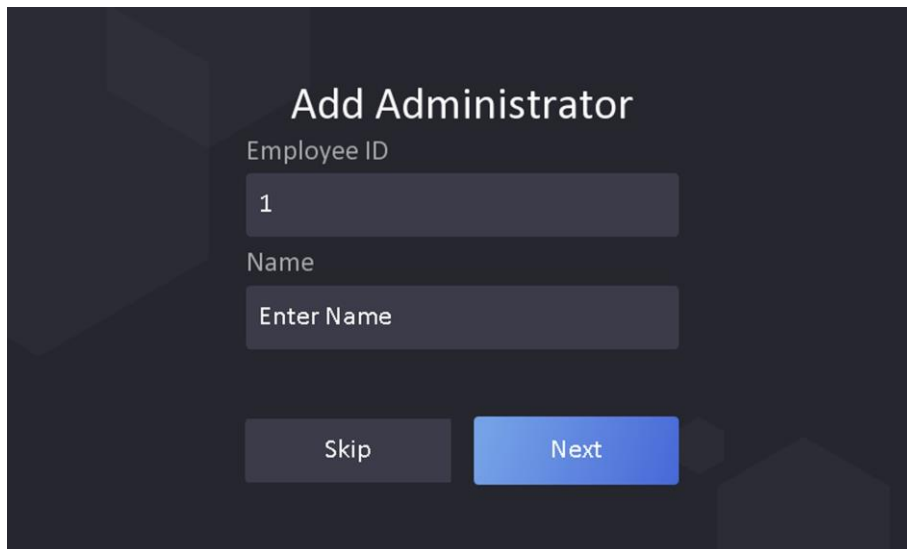 Add Administrator
Employee ID
1
Name
Enter Name
Skip Next